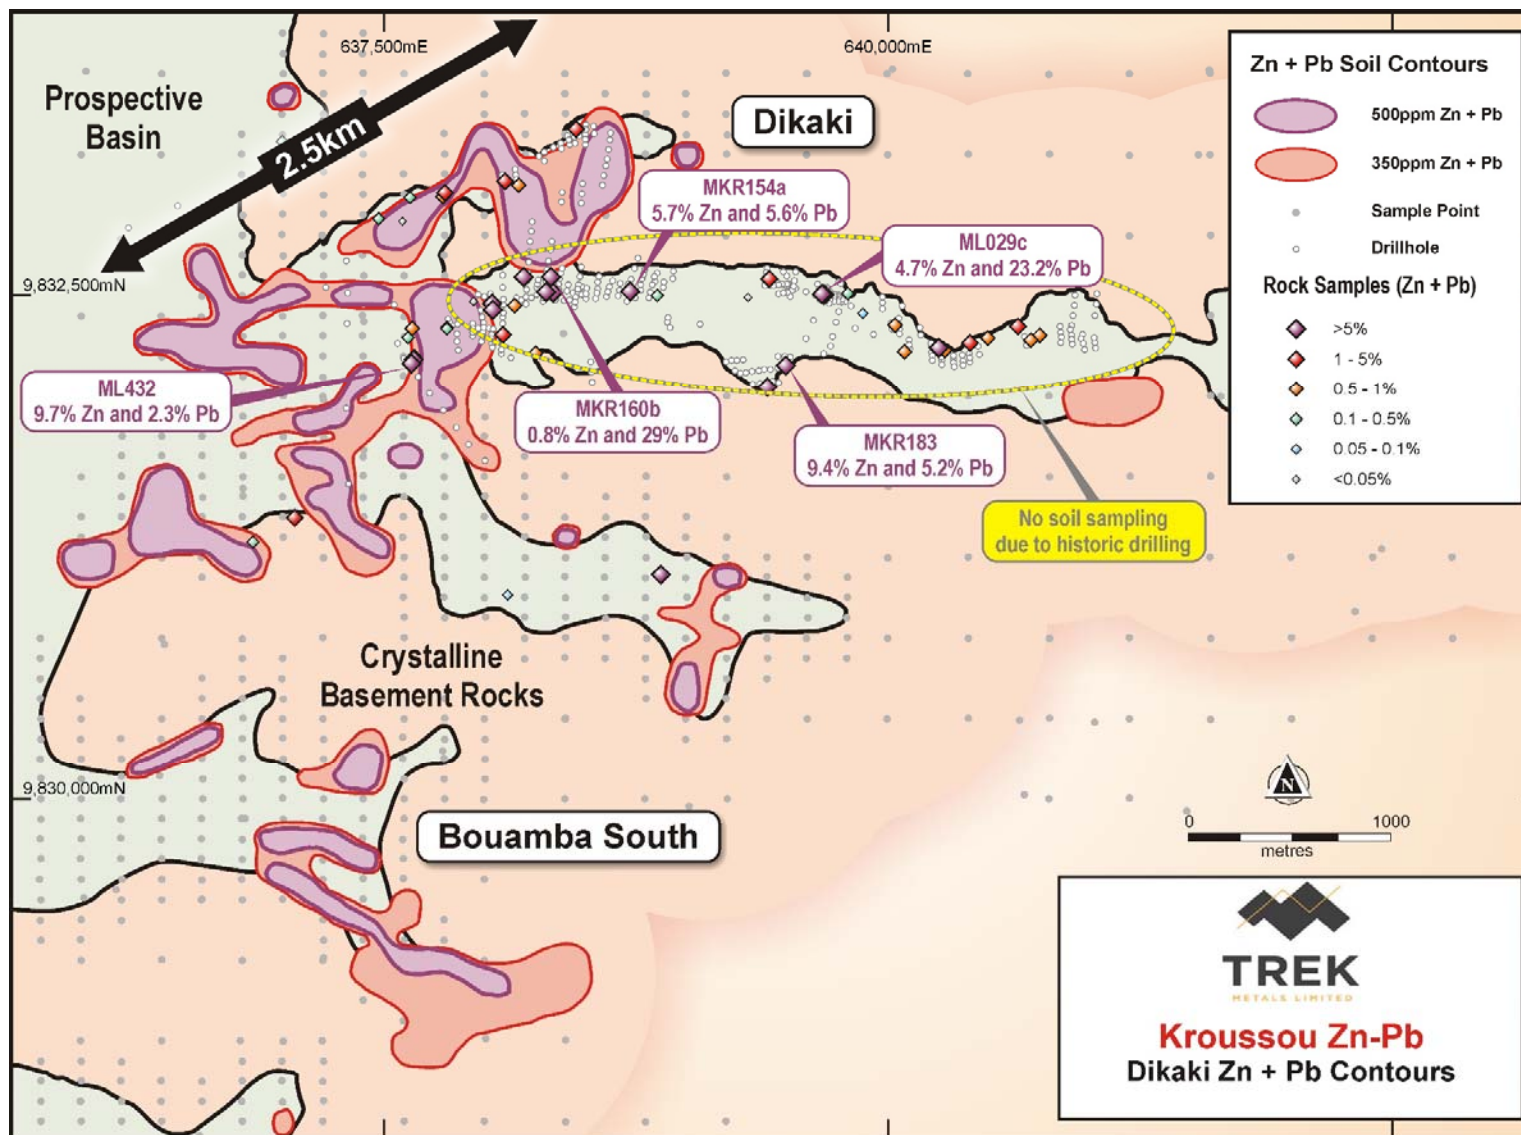 637,500mE
640,000mE
Prospective
Basin
2.5km
Dikaki
MKR154a
5.7% Zn and 5.6% Pb
ML029c
4.7% Zn and 23.2% Pb
9,832,500mN
ML432
9.7% Zn and 2.3% Pb
MKR160b
0.8% Zn and 29% Pb
MKR183
9.4% Zn and 5.2% Pb
No soil sampling
due to historic drilling
Zn + Pb Soil Contours
500ppm Zn + Pb
350ppm Zn + Pb
Sample Point
Drillhole
Rock Samples (Zn + Pb)
>5%
1 - 5%
0.5 - 1%
0.1 - 0.5%
0.05 - 0.1%
<0.05%
Crystalline
Basement Rocks
9,830,000mN
Bouamba South
N
0 1000
metres
TREK
METALS LIMITED
Kroussou Zn-Pb
Dikaki Zn + Pb Contours